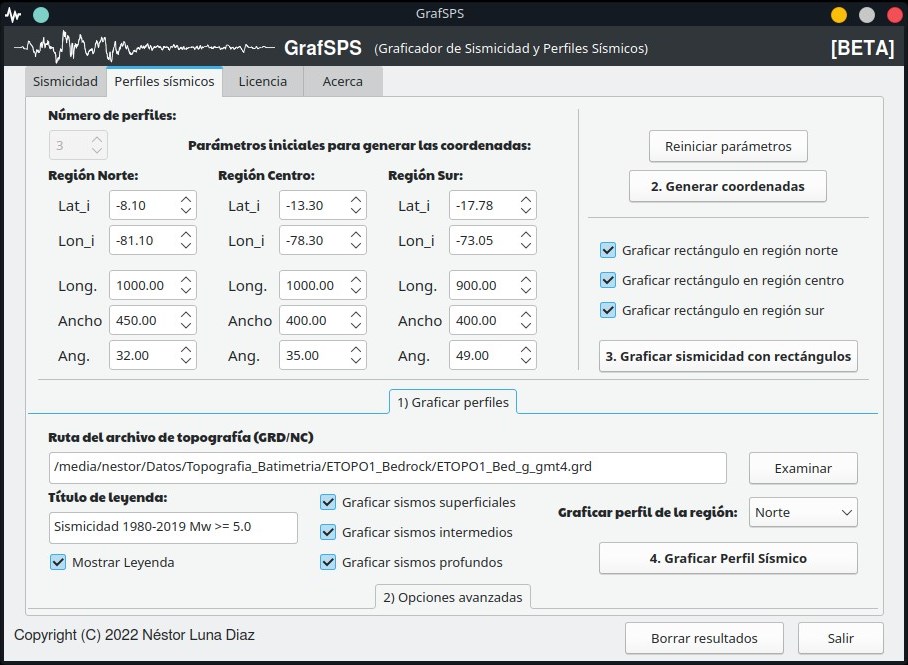 GrafSPS
GrafSPS (Graficador de Sismicidad y Perfiles Sísmicos) [BETA]
Sismicidad Perfiles sísmicos Licencia Acerca
Número de perfiles:
3
Parámetros iniciales para generar las coordenadas:
Región Norte: Región Centro: Región Sur:
Lat_i -8.10 Lat_i -13.30 Lat_i -17.78
Lon_i -81.10 Lon_i -78.30 Lon_i -73.05
Long. 1000.00 Long. 1000.00 Long. 900.00
Ancho 450.00 Ancho 400.00 Ancho 400.00
Ang. 32.00 Ang. 35.00 Ang. 49.00
Reiniciar parámetros
2. Generar coordenadas
Graficar rectángulo en región norte
Graficar rectángulo en región centro
Graficar rectángulo en región sur
3. Graficar sismicidad con rectángulos
1) Graficar perfiles
Ruta del archivo de topografía (GRD/NC)
/media/nestor/Datos/Topografia_Batimetria/ETOPO1_Bedrock/ETOPO1_Bed_g_gmt4.grd Examinar
Título de leyenda:
Sismicidad 1980-2019 Mw >= 5.0
Mostrar Leyenda
Graficar sismos superficiales
Graficar sismos intermedios
Graficar sismos profundos
Graficar perfil de la región: Norte
4. Graficar Perfil Sísmico
2) Opciones avanzadas
Copyright (C) 2022 Néstor Luna Diaz Borrar resultados Salir